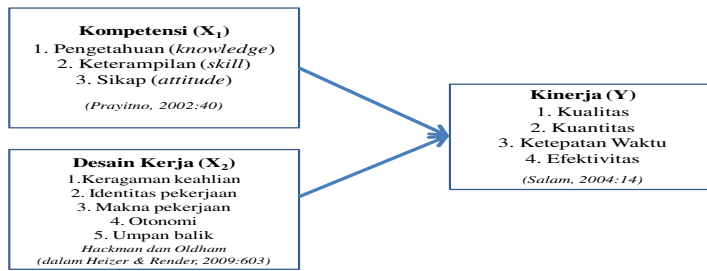 Kompetensi (X₁)
1. Pengetahuan (knowledge)
2. Keterampilan (skill)
3. Sikap (attitude)
(Prayitno, 2002:40)
Desain Kerja (X₂)
1.Keragaman keahlian
2. Identitas pekerjaan
3. Makna pekerjaan
4. Otonomi
5. Umpan balik
Hackman dan Oldham
(dalam Heizer & Render, 2009:603)
Kinerja (Y)
1. Kualitas
2. Kuantitas
3. Ketepatan Waktu
4. Efektivitas
(Salam, 2004:14)